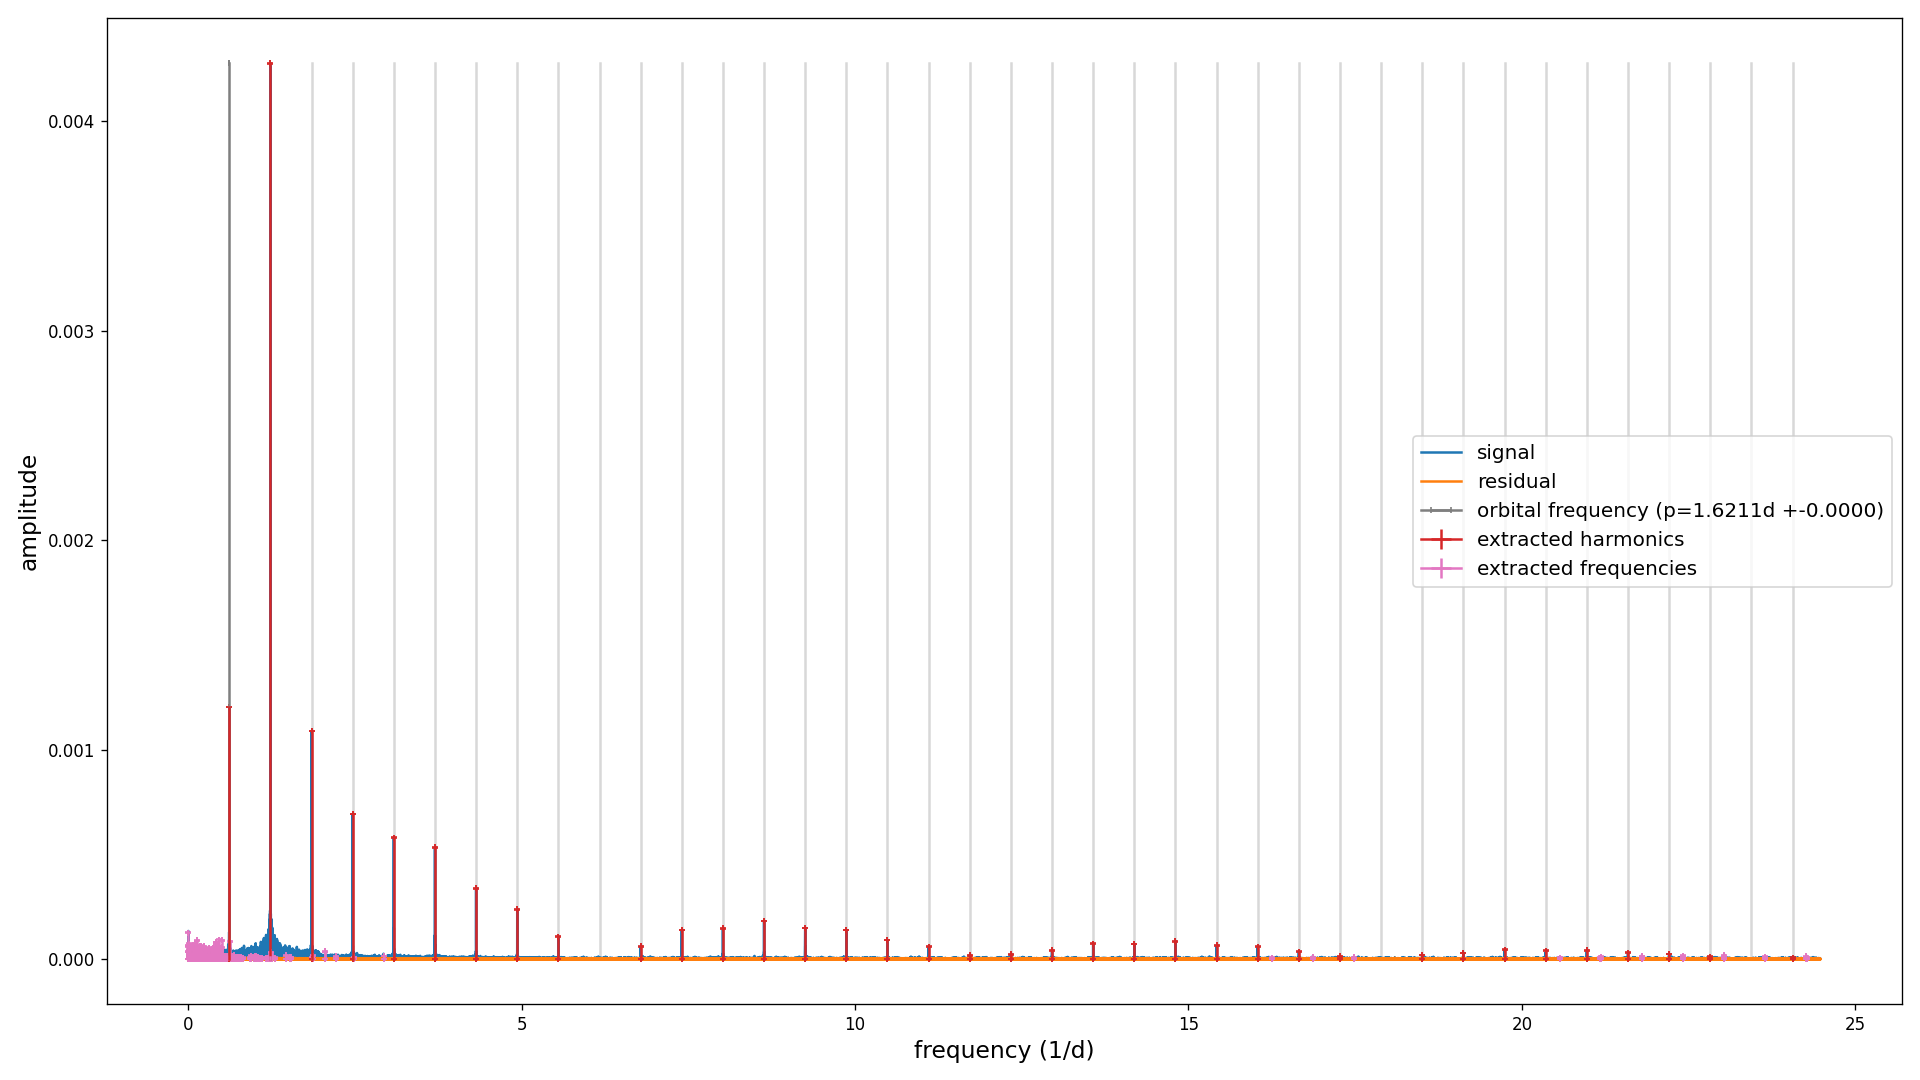 0.004
0.003
0.002
0.001
0.000
amplitude
signal
residual
orbital frequency (p=1.6211d +-0.0000)
extracted harmonics
extracted frequencies
0 5 10 15 20 25
frequency (1/d)